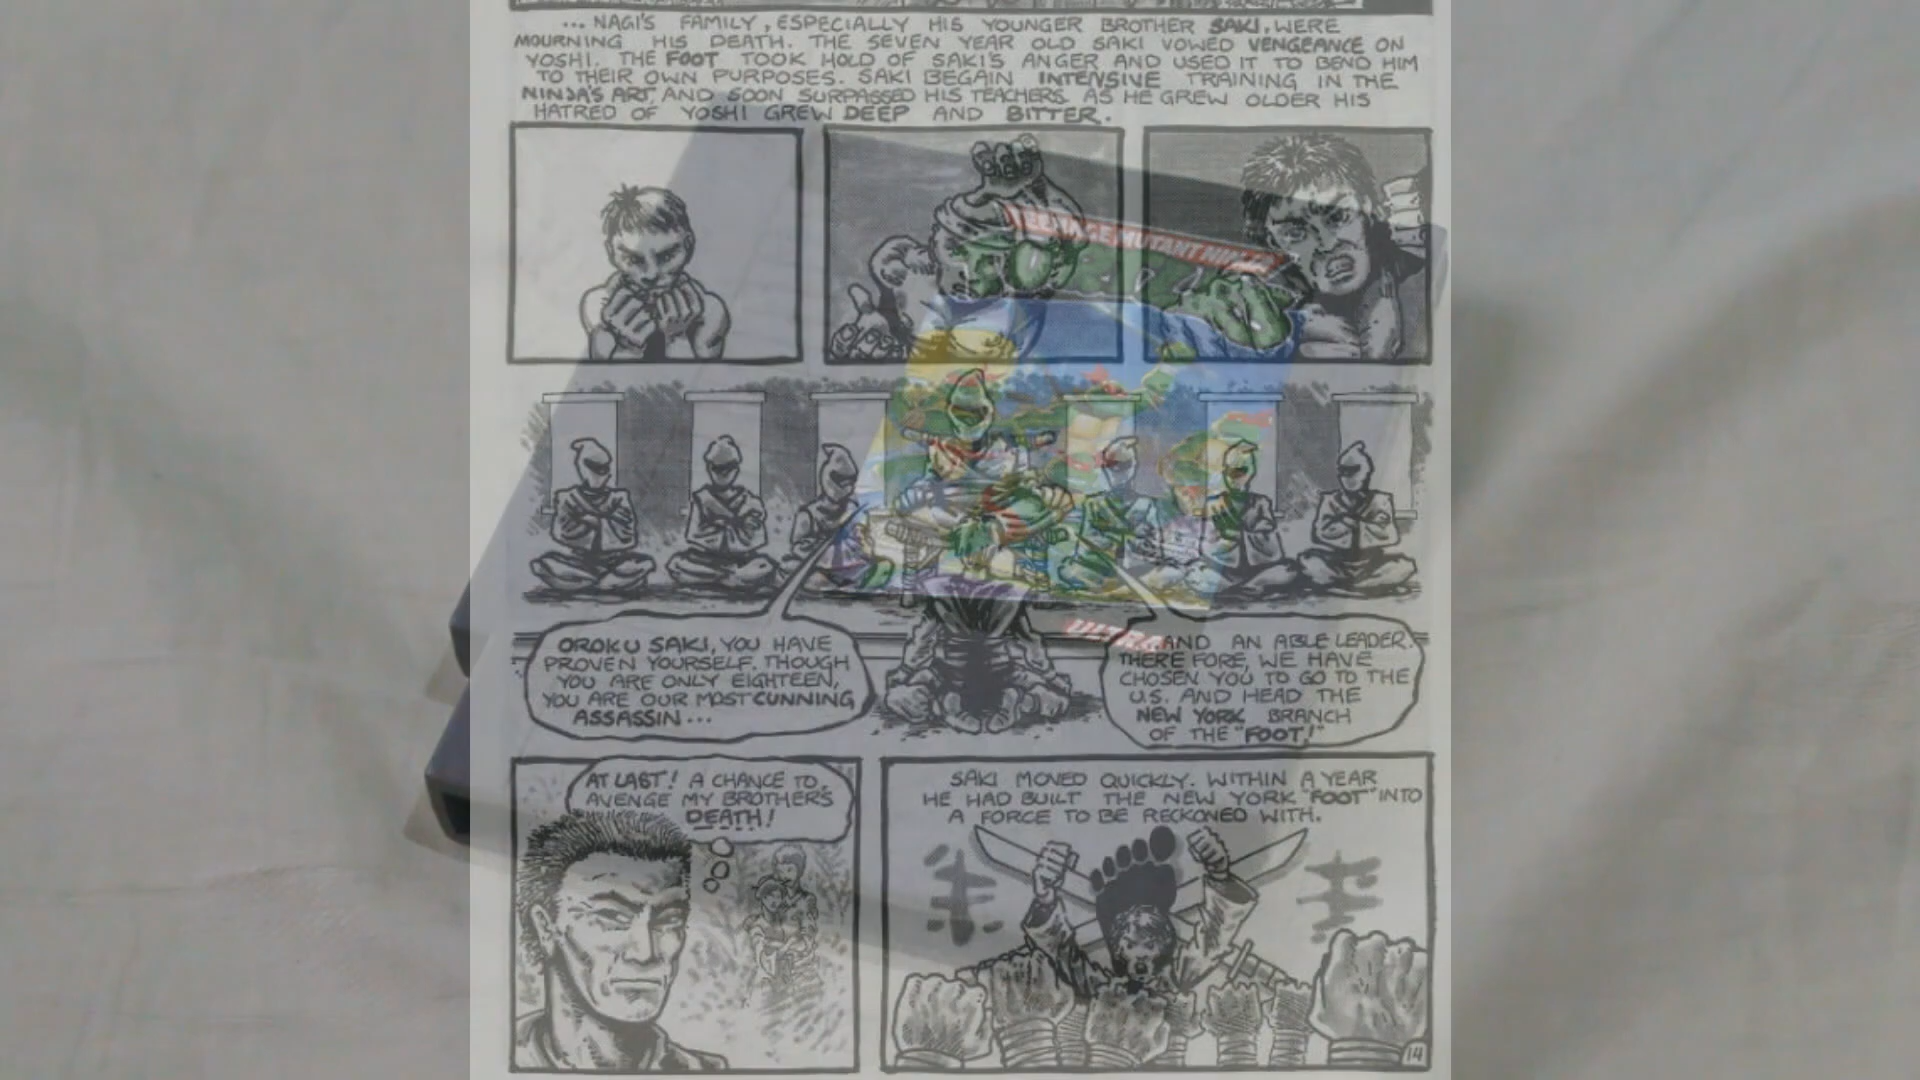 ... NAGI'S FAMILY, ESPECIALLY HIS YOUNGER BROTHER SAKI, WERE
MOURNING HIS DEATH. THE SEVEN YEAR OLD SAKI VOWED VENGEANCE ON
YOSHI. THE FOOT TOOK HOLD OF SAKI'S ANGER AND USED IT TO BEND HIM
TO THEIR OWN PURPOSES. SAKI BEGAIN INTENSIVE TRAINING IN THE
NINJA'S ART, AND SOON SURPASSED HIS TEACHERS. AS HE GREW OLDER HIS
HATRED OF YOSHI GREW DEEP AND BITTER.
TEENAGE MUTANT NINJA
OROKU SAKI, YOU HAVE
PROVEN YOURSELF. THOUGH
YOU ARE ONLY EIGHTEEN,
YOU ARE OUR MOST CUNNING
ASSASSIN...
ULTRA
AND AN ABLE LEADER.
THERE FORE, WE HAVE
CHOSEN YOU TO GO TO THE
U.S. AND HEAD THE
NEW YORK BRANCH
OF THE "FOOT!"
AT LAST! A CHANCE TO
AVENGE MY BROTHER'S
DEATH!
SAKI MOVED QUICKLY. WITHIN A YEAR
HE HAD BUILT THE NEW YORK "FOOT" INTO
A FORCE TO BE RECKONED WITH.
14